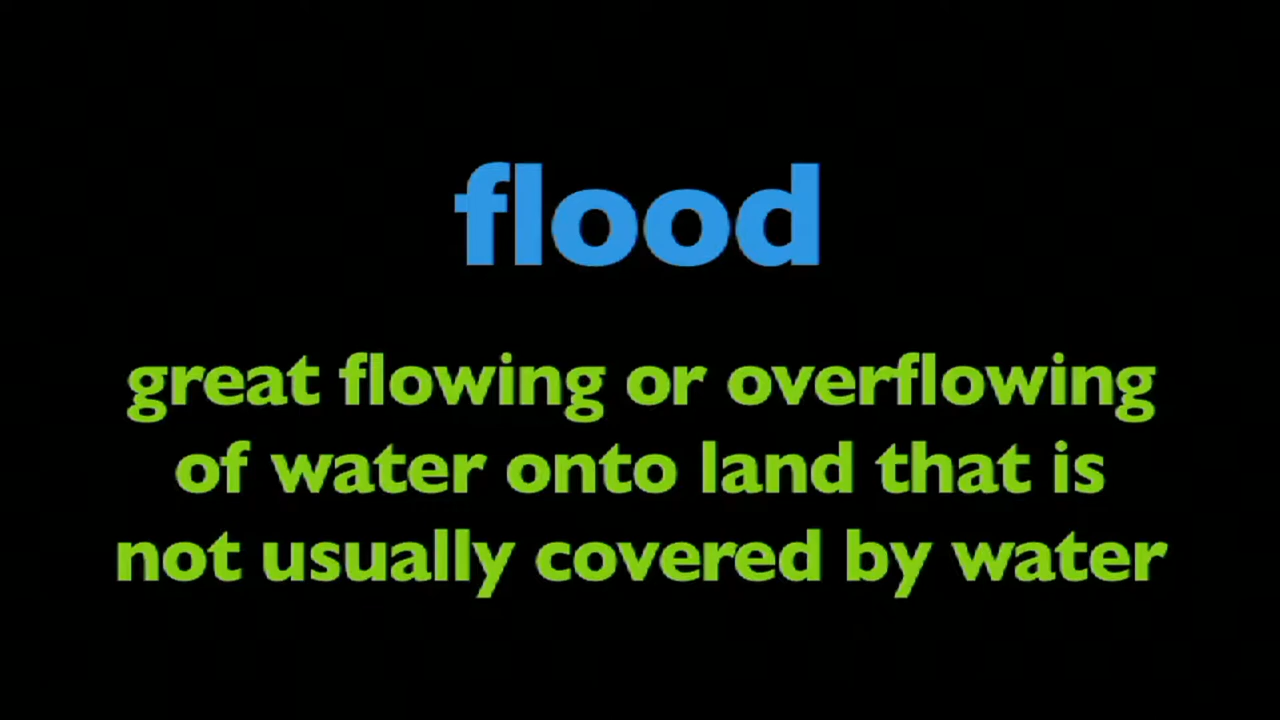 flood
great flowing or overflowing
of water onto land that is
not usually covered by water